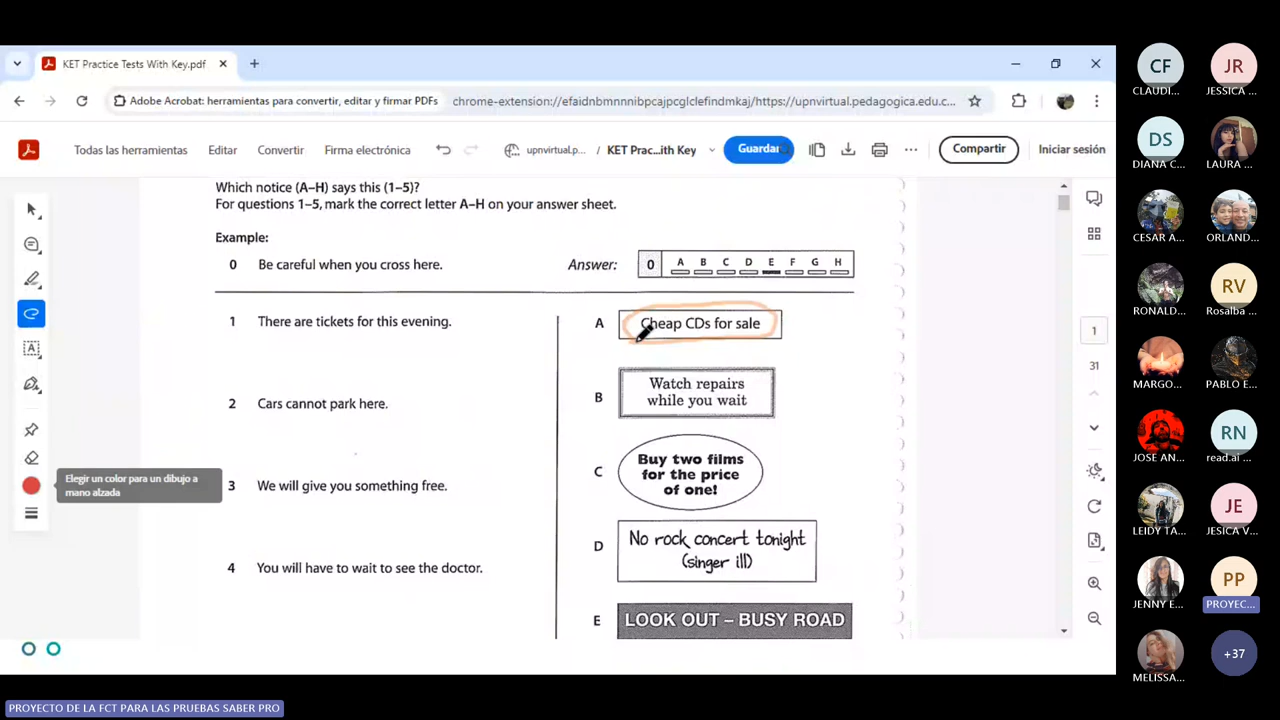 KET Practice Tests With Key.pdf
Adobe Acrobat: herramientas para convertir, editar y firmar PDFs
chrome-extension://efaidnbmnnnibpcajpcglclefindmkaj/https://upnvirtual.pedagogica.edu.c...
Todas las herramientas
Editar
Convertir
Firma electrónica
upnvirtual.p...
/ KET Prac...ith Key
Guardar
Compartir
Iniciar sesión
Which notice (A–H) says this (1–5)?
For questions 1–5, mark the correct letter A–H on your answer sheet.
Example:
0 Be careful when you cross here.
Answer:
0 A B C D E F G H
1 There are tickets for this evening.
2 Cars cannot park here.
3 We will give you something free.
4 You will have to wait to see the doctor.
A Cheap CDs for sale
B Watch repairs
while you wait
C Buy two films
for the price
of one!
D No rock concert tonight
(singer ill)
E LOOK OUT – BUSY ROAD
Elegir un color para un dibujo a
mano alzada
1
31
CF
CLAUDI...
JR
JESSICA ...
DS
DIANA C...
LAURA ...
CESAR A...
ORLAND...
RONALD...
RV
Rosalba ...
MARGO...
PABLO E...
JOSE AN...
RN
read.ai ...
LEIDY TA...
JE
JESICA V...
JENNY E...
PP
PROYEC...
MELISSA...
+37
PROYECTO DE LA FCT PARA LAS PRUEBAS SABER PRO